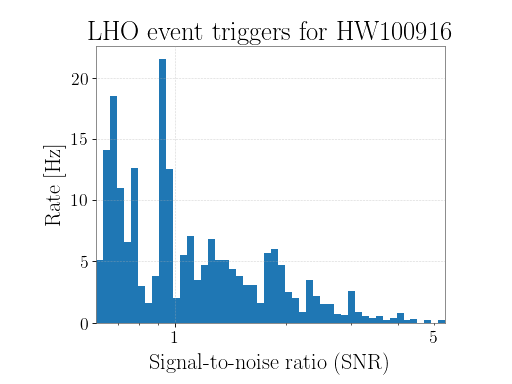 LHO event triggers for HW100916
20
15
10
5
0
Rate [Hz]
1
5
Signal-to-noise ratio (SNR)